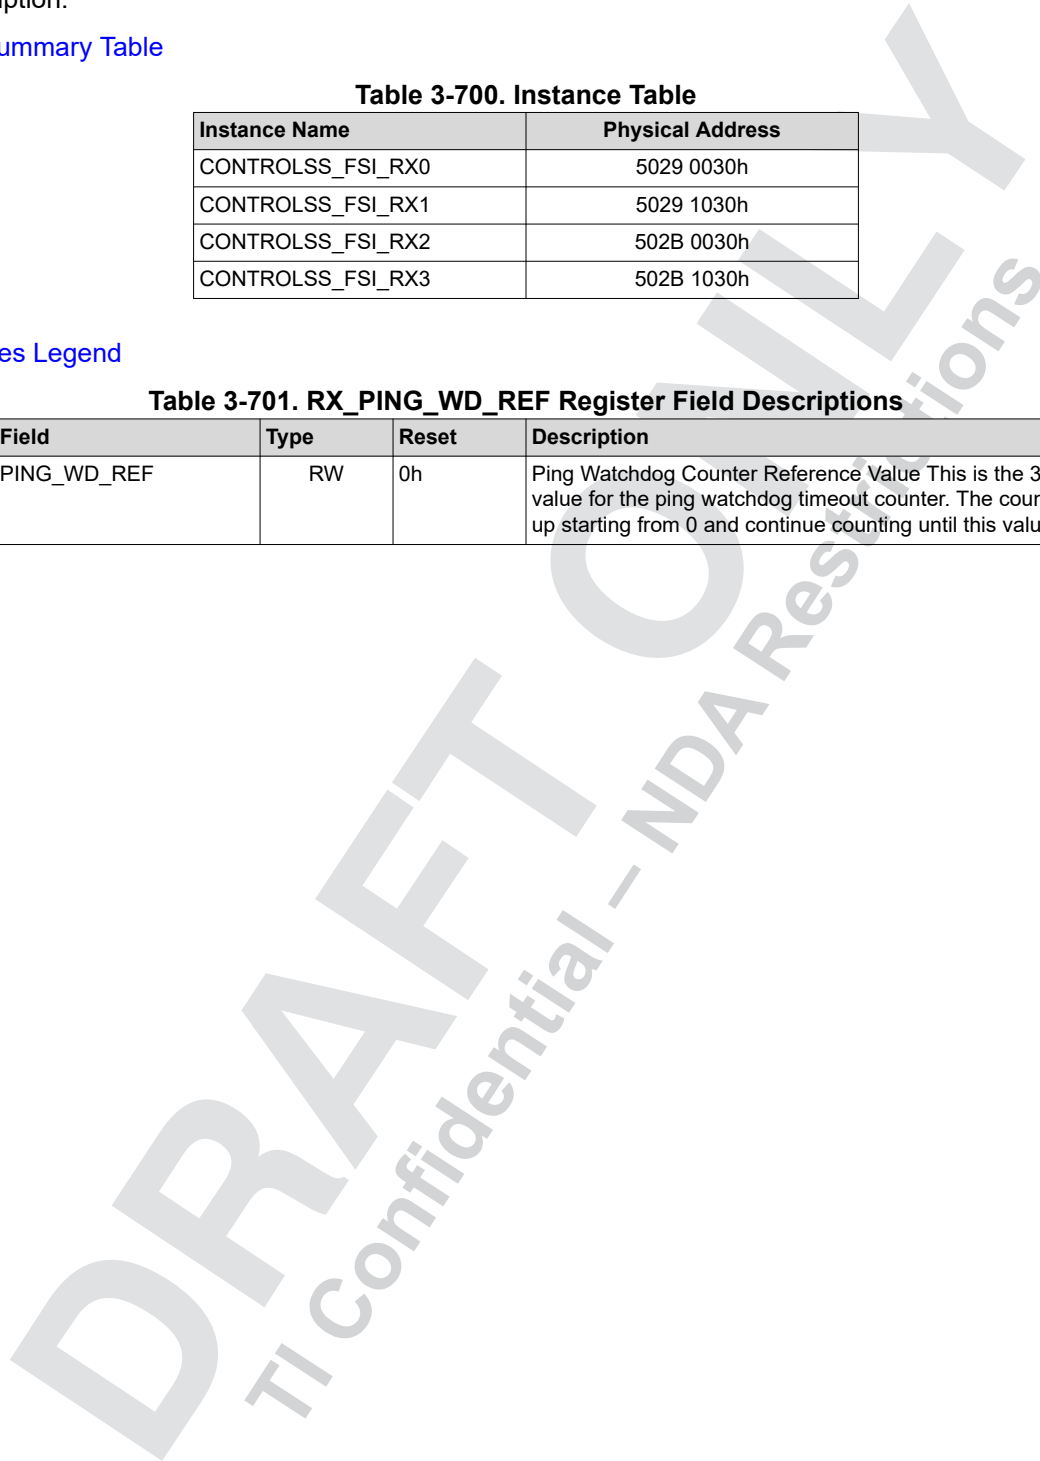 ption.
ummary Table
Table 3-700. Instance Table
Instance Name Physical Address
CONTROLSS_FSI_RX0 5029 0030h
CONTROLSS_FSI_RX1 5029 1030h
CONTROLSS_FSI_RX2 502B 0030h
CONTROLSS_FSI_RX3 502B 1030h
es Legend
Table 3-701. RX_PING_WD_REF Register Field Descriptions
Field Type Reset Description
PING_WD_REF RW 0h Ping Watchdog Counter Reference Value This is the 3
value for the ping watchdog timeout counter. The coun
up starting from 0 and continue counting until this valu
DRAFT ONLY
TI Confidential – NDA Restrictions